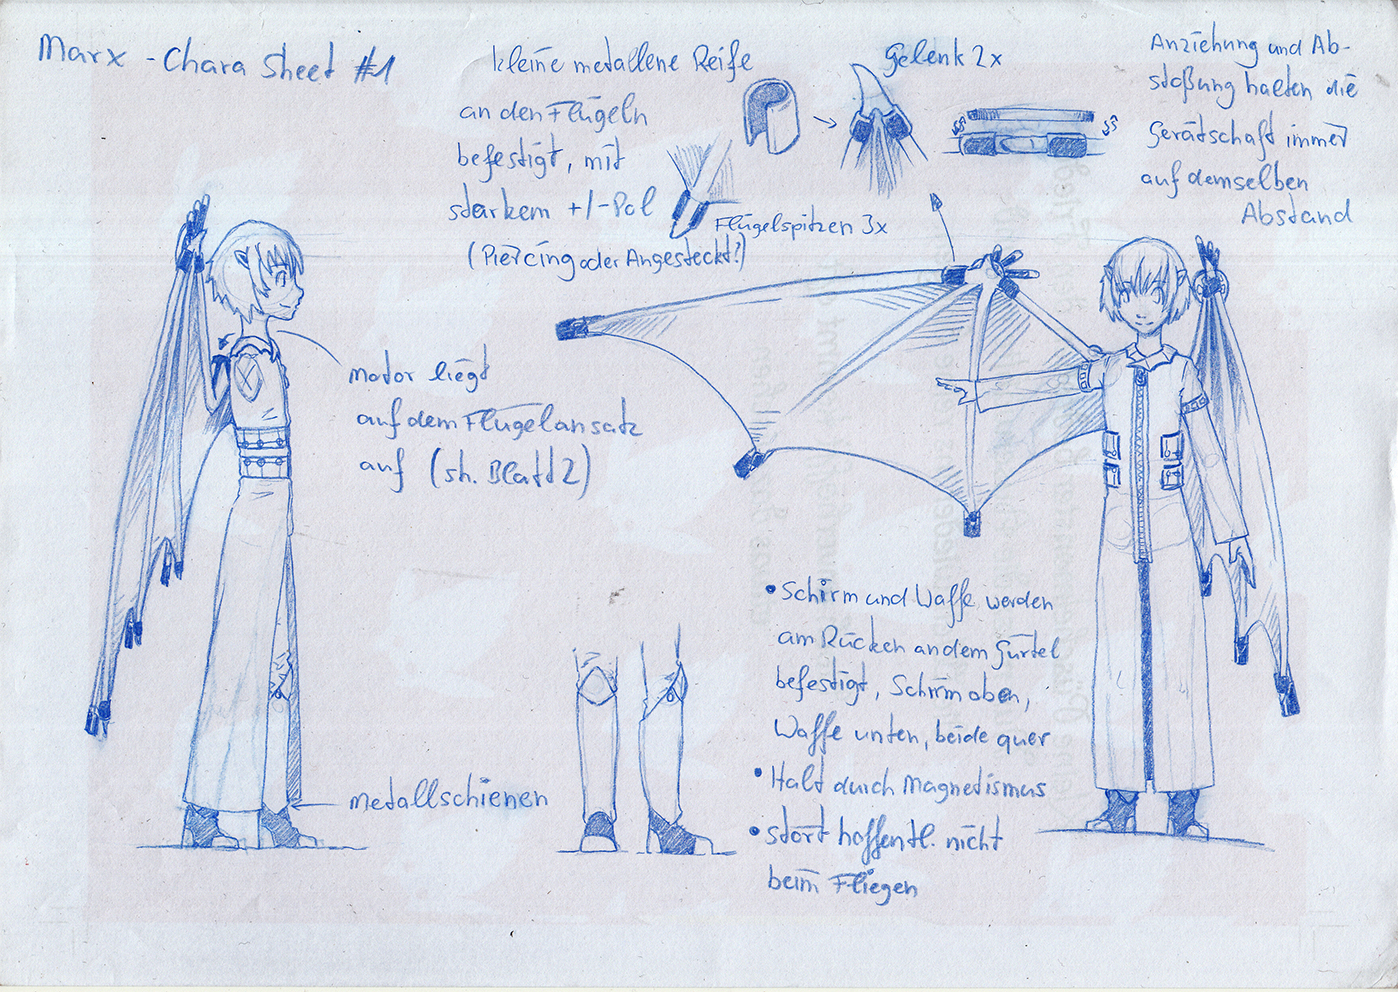 Marx - Chara Sheet #1
kleine metallene Reife
an den Flügeln
befestigt, mit
starkem +/-Pol
(Piercing oder Angesteckt?)
Gelenk 2x
Flügelspitzen 3x
Anziehung und Ab-
stoßung halten die
Gerätschaft immer
auf demselben
Abstand
Motor liegt
auf dem Flügelansatz
auf (sh. Blatt 2)
Metallschienen
• Schirm und Waffe werden
am Rücken an dem Gürtel
befestigt, Schirm oben,
Waffe unten, beide quer
• Halt durch Magnetismus
• stört hoffentl. nicht
beim Fliegen